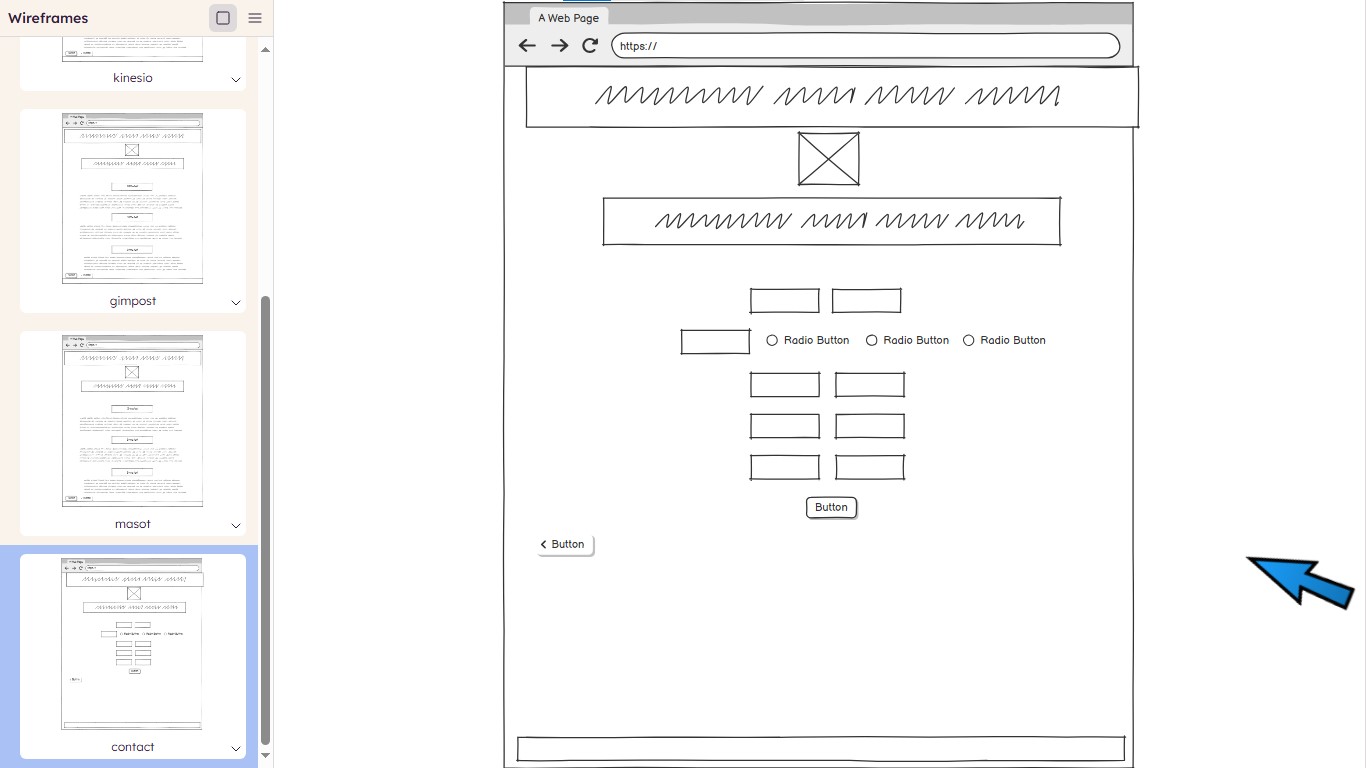 Wireframes
kinesio
gimpost
masot
contact
A Web Page
https://
Radio Button Radio Button Radio Button
Button
Button